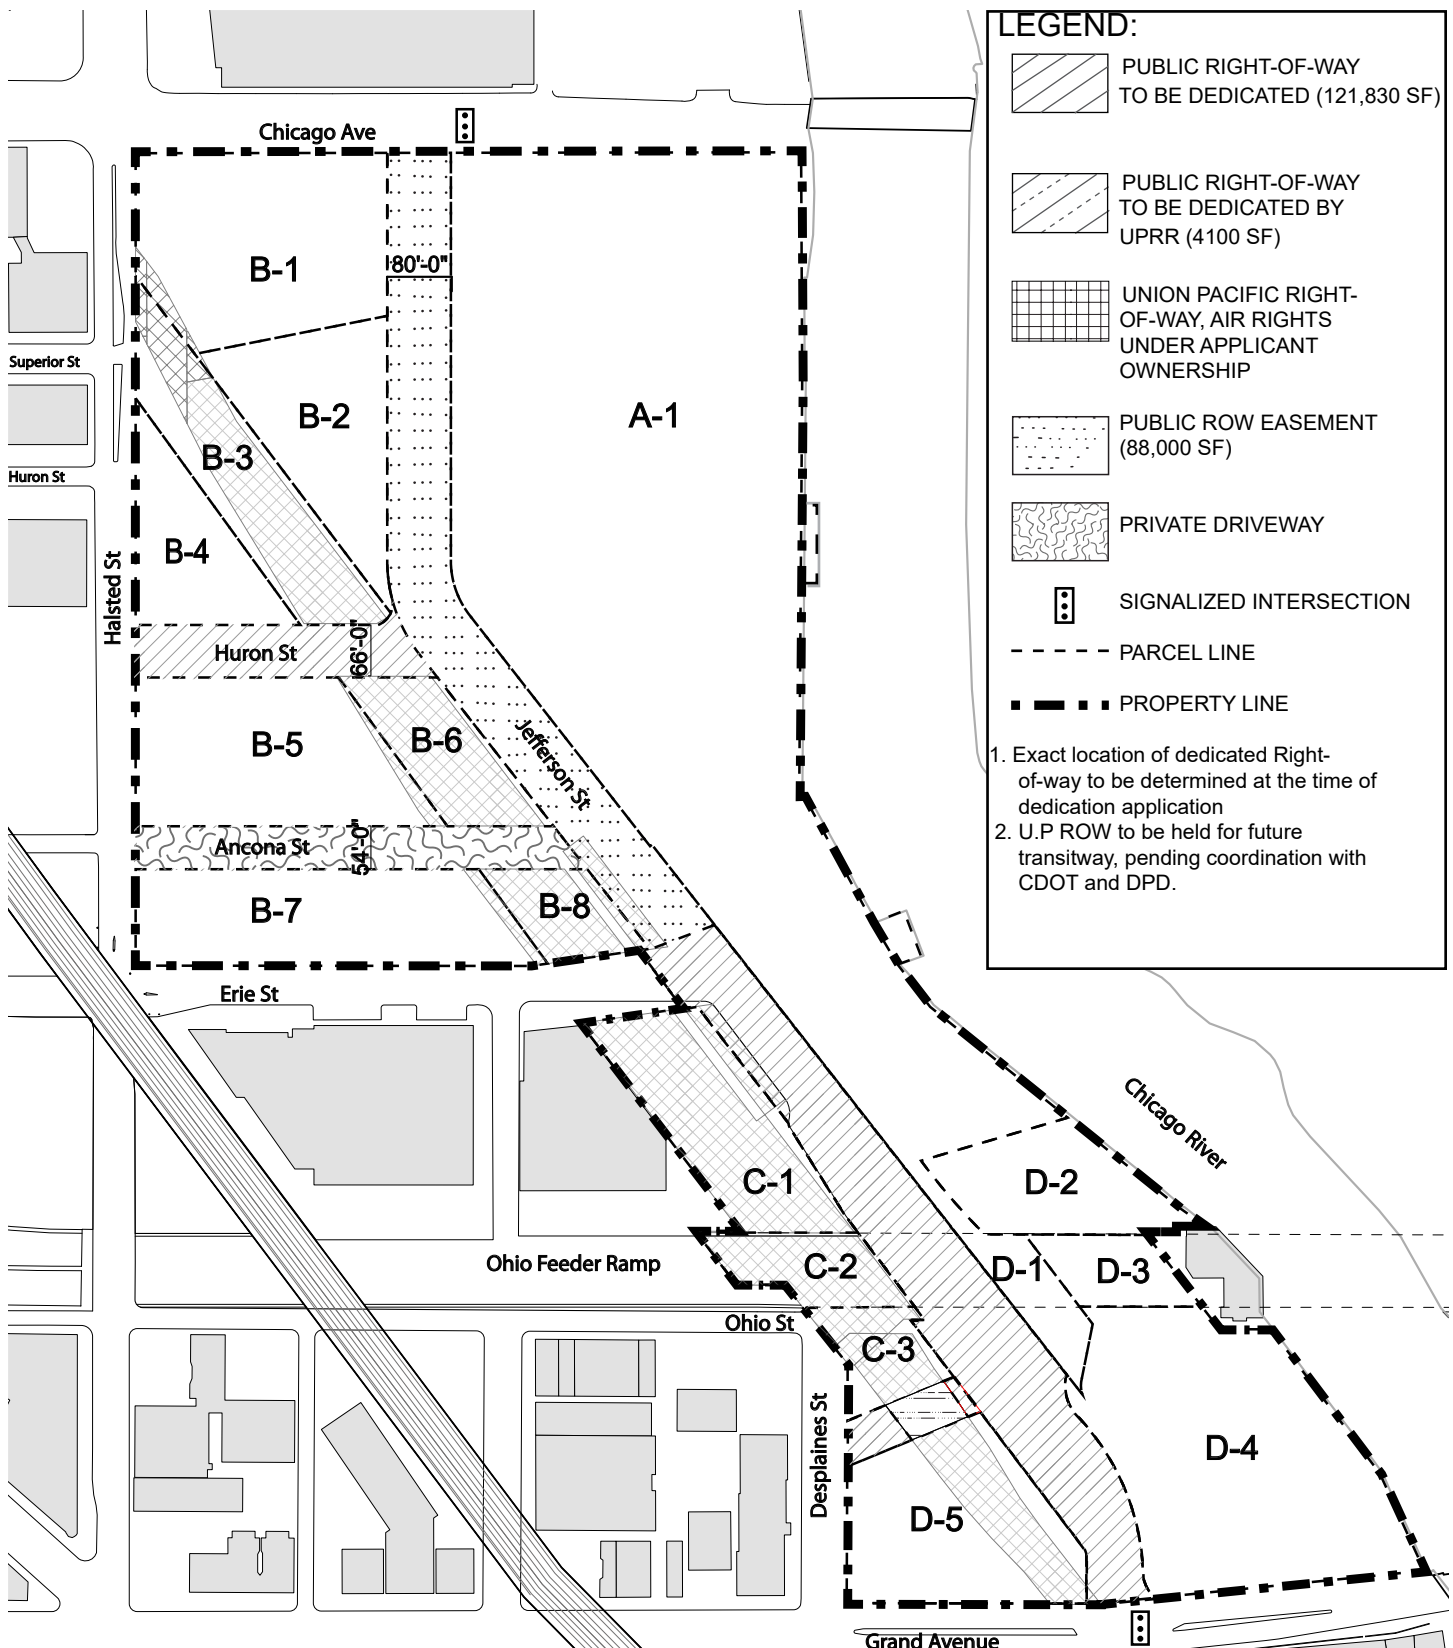 LEGEND:
PUBLIC RIGHT-OF-WAY
TO BE DEDICATED (121,830 SF)
PUBLIC RIGHT-OF-WAY
TO BE DEDICATED BY
UPRR (4100 SF)
UNION PACIFIC RIGHT-
OF-WAY, AIR RIGHTS
UNDER APPLICANT
OWNERSHIP
PUBLIC ROW EASEMENT
(88,000 SF)
PRIVATE DRIVEWAY
SIGNALIZED INTERSECTION
PARCEL LINE
PROPERTY LINE
1. Exact location of dedicated Right-
of-way to be determined at the time of
dedication application
2. U.P ROW to be held for future
transitway, pending coordination with
CDOT and DPD.
Chicago Ave
B-1
80'-0"
Superior St
B-2
A-1
B-3
Huron St
B-4
Halsted St
Huron St
66'-0"
B-5
B-6
Jefferson St
Ancona St
54'-0"
B-7
B-8
Erie St
Chicago River
C-1
D-2
Ohio Feeder Ramp
C-2
D-1
D-3
Ohio St
C-3
Desplaines St
D-4
D-5
Grand Avenue